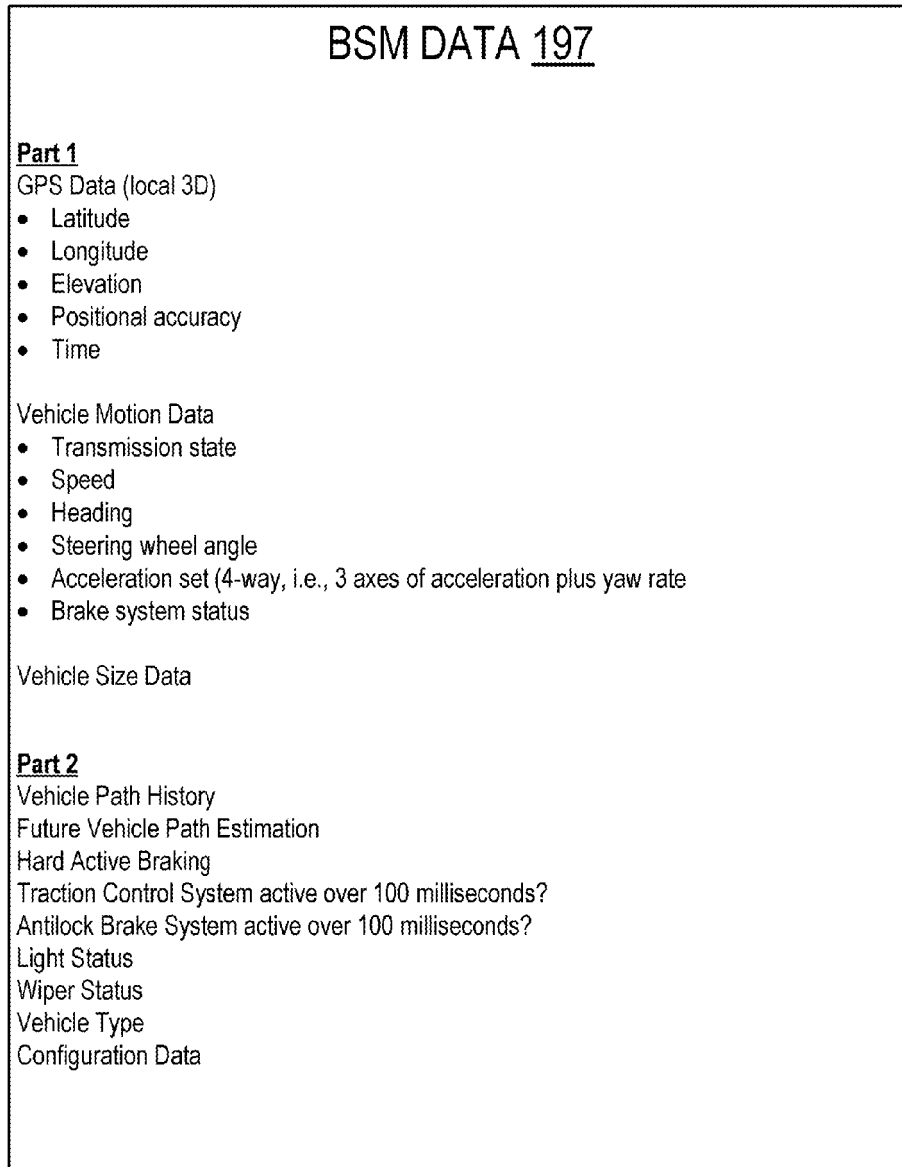 BSM DATA 197
Part 1
GPS Data (local 3D)
• Latitude
• Longitude
• Elevation
• Positional accuracy
• Time
Vehicle Motion Data
• Transmission state
• Speed
• Heading
• Steering wheel angle
• Acceleration set (4-way, i.e., 3 axes of acceleration plus yaw rate
• Brake system status
Vehicle Size Data
Part 2
Vehicle Path History
Future Vehicle Path Estimation
Hard Active Braking
Traction Control System active over 100 milliseconds?
Antilock Brake System active over 100 milliseconds?
Light Status
Wiper Status
Vehicle Type
Configuration Data